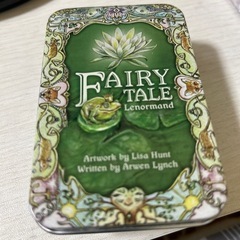 FAIRY
TALE
Lenormand
Artwork by Lisa Hunt
Written by Arwen Lynch